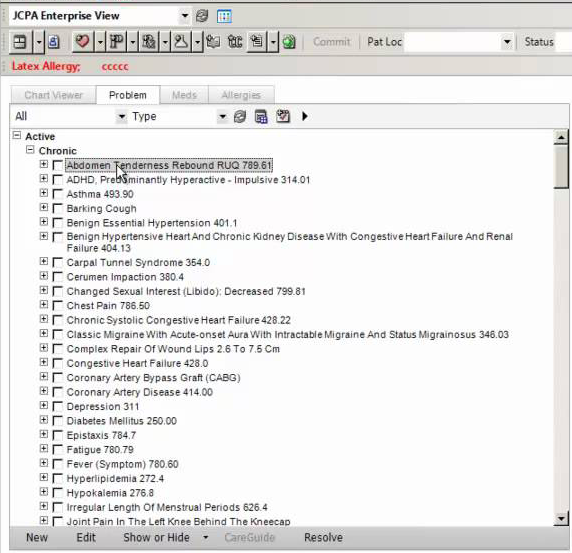 JCPA Enterprise View
Commit Pat Loc Status
Latex Allergy; ccccc
Chart Viewer Problem Meds Allergies
All Type
Active
Chronic
Abdomen Tenderness Rebound RUQ 789.61
ADHD, Predominantly Hyperactive - Impulsive 314.01
Asthma 493.90
Barking Cough
Benign Essential Hypertension 401.1
Benign Hypertensive Heart And Chronic Kidney Disease With Congestive Heart Failure And Renal
Failure 404.13
Carpal Tunnel Syndrome 354.0
Cerumen Impaction 380.4
Changed Sexual Interest (Libido): Decreased 799.81
Chest Pain 786.50
Chronic Systolic Congestive Heart Failure 428.22
Classic Migraine With Acute-onset Aura With Intractable Migraine And Status Migrainosus 346.03
Complex Repair Of Wound Lips 2.6 To 7.5 Cm
Congestive Heart Failure 428.0
Coronary Artery Bypass Graft (CABG)
Coronary Artery Disease 414.00
Depression 311
Diabetes Mellitus 250.00
Epistaxis 784.7
Fatigue 780.79
Fever (Symptom) 780.60
Hyperlipidemia 272.4
Hypokalemia 276.8
Irregular Length Of Menstrual Periods 626.4
Joint Pain In The Left Knee Behind The Kneecap
New Edit Show or Hide CareGuide Resolve